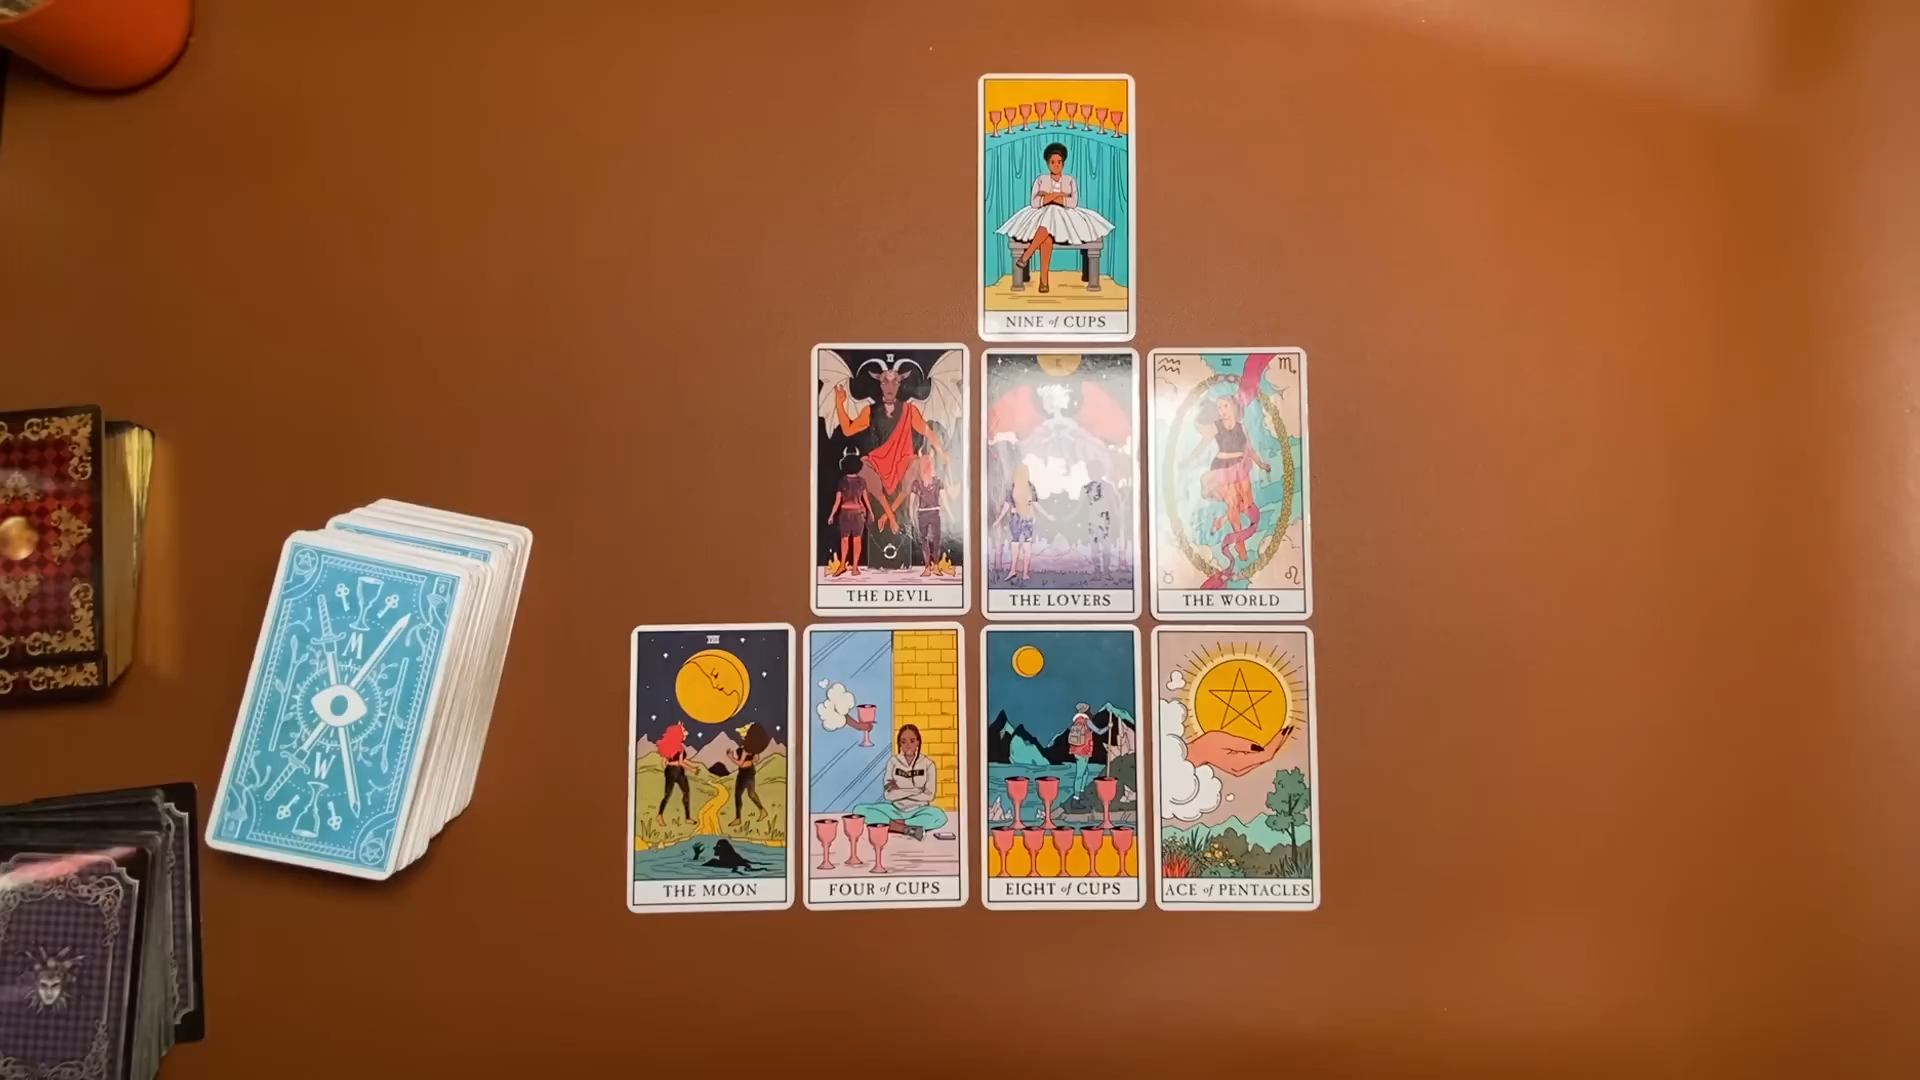 NINE of CUPS
THE DEVIL
THE LOVERS
THE WORLD
THE MOON
FOUR of CUPS
EIGHT of CUPS
ACE of PENTACLES
M
W